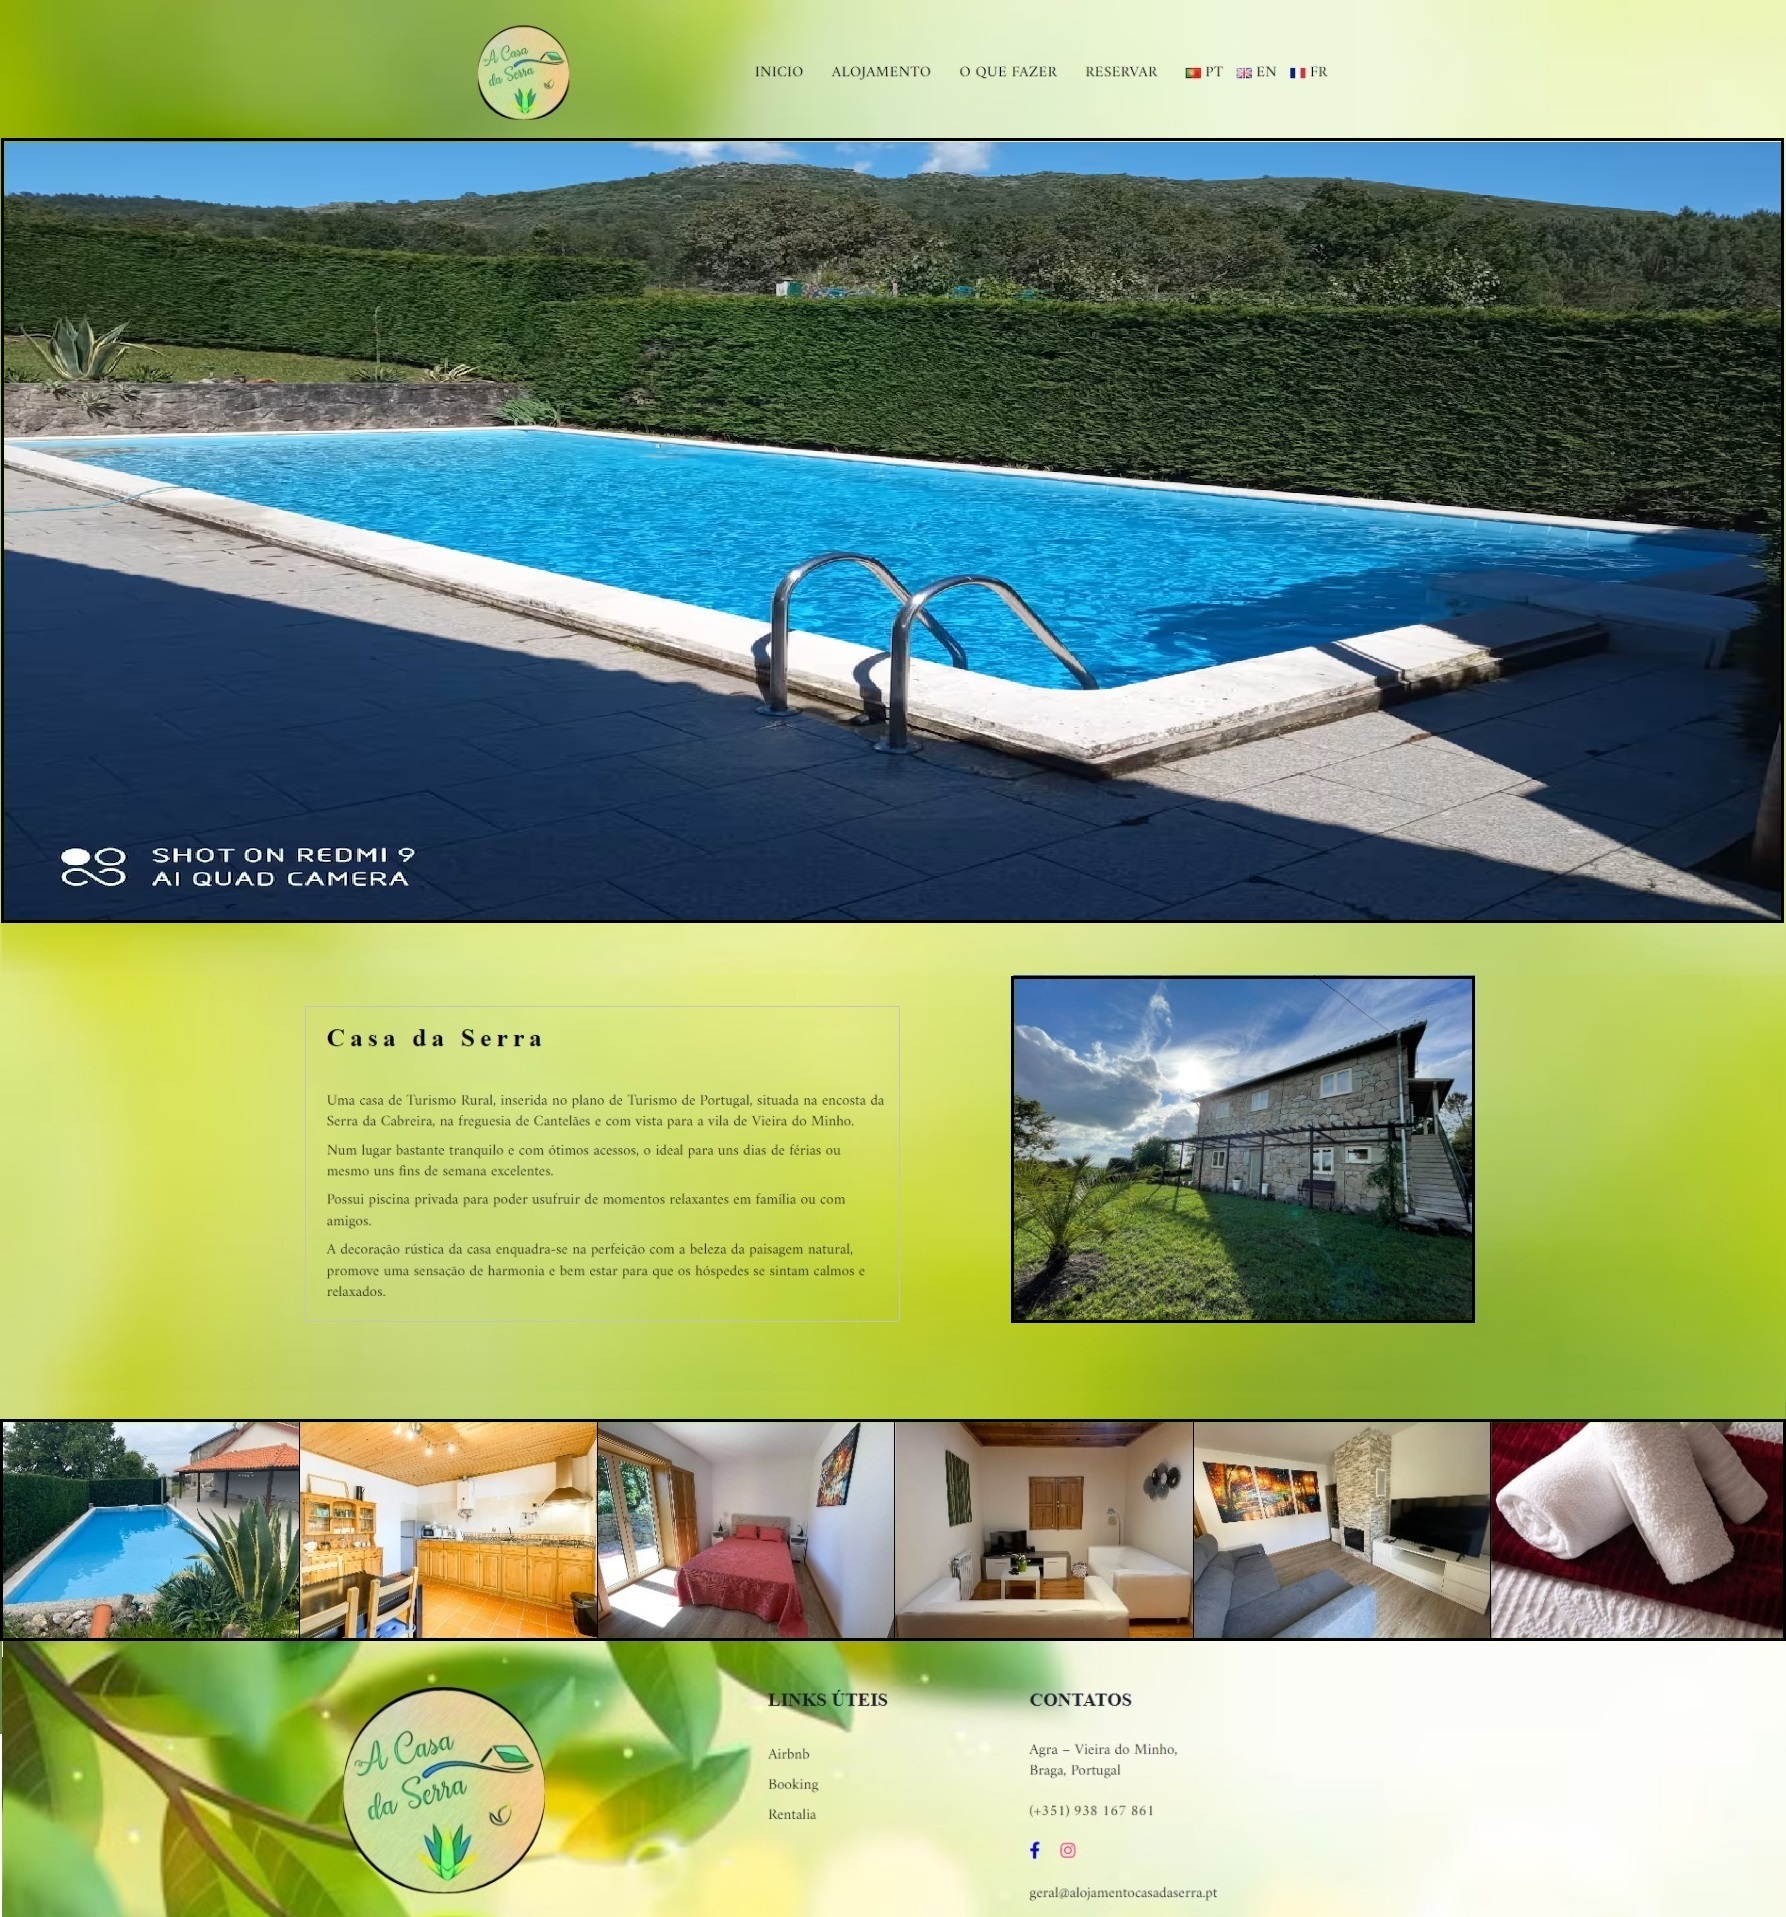 A Casa
da Serra
INICIO ALOJAMENTO O QUE FAZER RESERVAR PT EN FR
SHOT ON REDMI 9
AI QUAD CAMERA
Casa da Serra
Uma casa de Turismo Rural, inserida no plano de Turismo de Portugal, situada na encosta da
Serra da Cabreira, na freguesia de Cantelães e com vista para a vila de Vieira do Minho.
Num lugar bastante tranquilo e com ótimos acessos, o ideal para uns dias de férias ou
mesmo uns fins de semana excelentes.
Possui piscina privada para poder usufruir de momentos relaxantes em família ou com
amigos.
A decoração rústica da casa enquadra-se na perfeição com a beleza da paisagem natural,
promove uma sensação de harmonia e bem estar para que os hóspedes se sintam calmos e
relaxados.
A Casa
da Serra
LINKS ÚTEIS
Airbnb
Booking
Rentalia
CONTATOS
Agra – Vieira do Minho,
Braga, Portugal
(+351) 938 167 861
geral@alojamentocasadaserra.pt